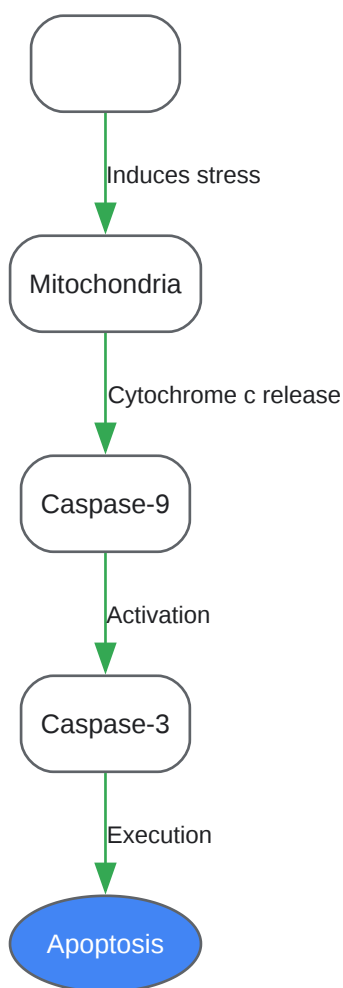 Induces stress
Mitochondria
Cytochrome c release
Caspase-9
Activation
Caspase-3
Execution
Apoptosis